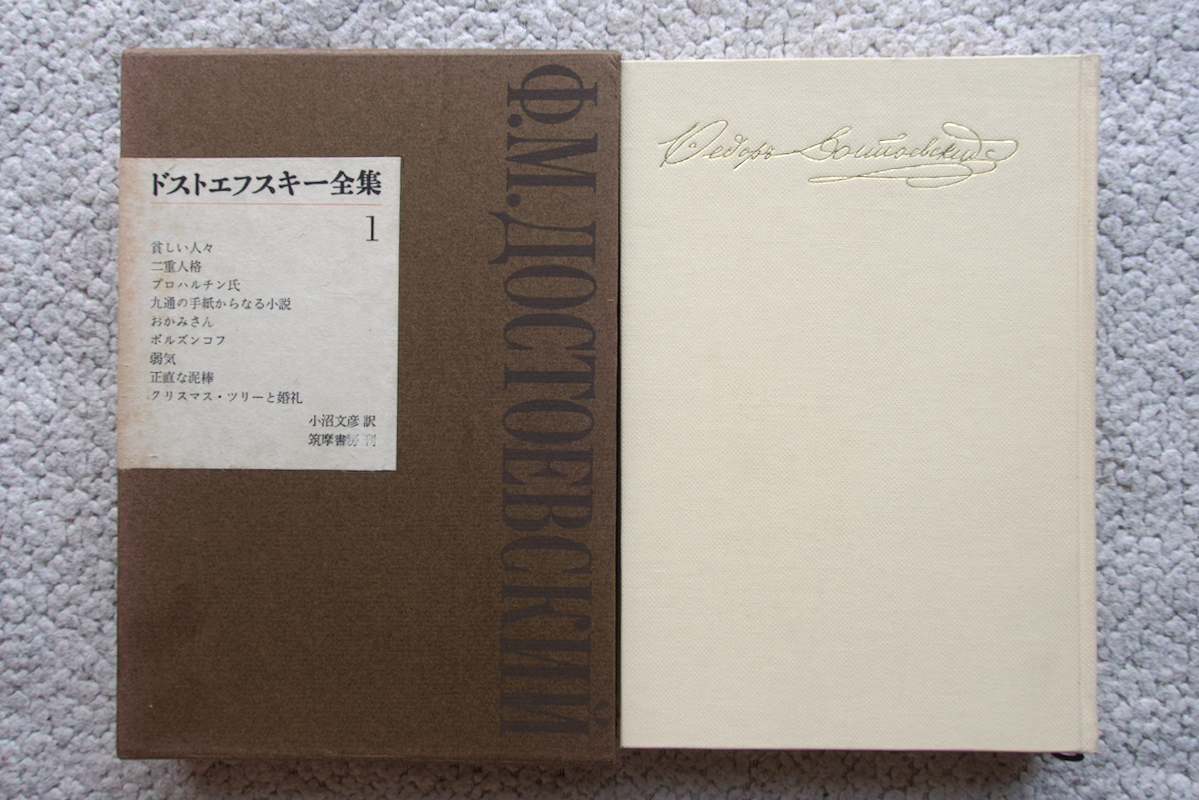 ドストエフスキー全集
1
貧しい人々
二重人格
プロハルチン氏
九通の手紙からなる小説
おかみさん
ポルズンコフ
弱気
正直な泥棒
クリスマス・ツリーと婚礼
小沼文彦 訳
筑摩書房 刊
Ф.М.ДОСТОЕВСКИЙ
Ѳедоръ Достоевскій